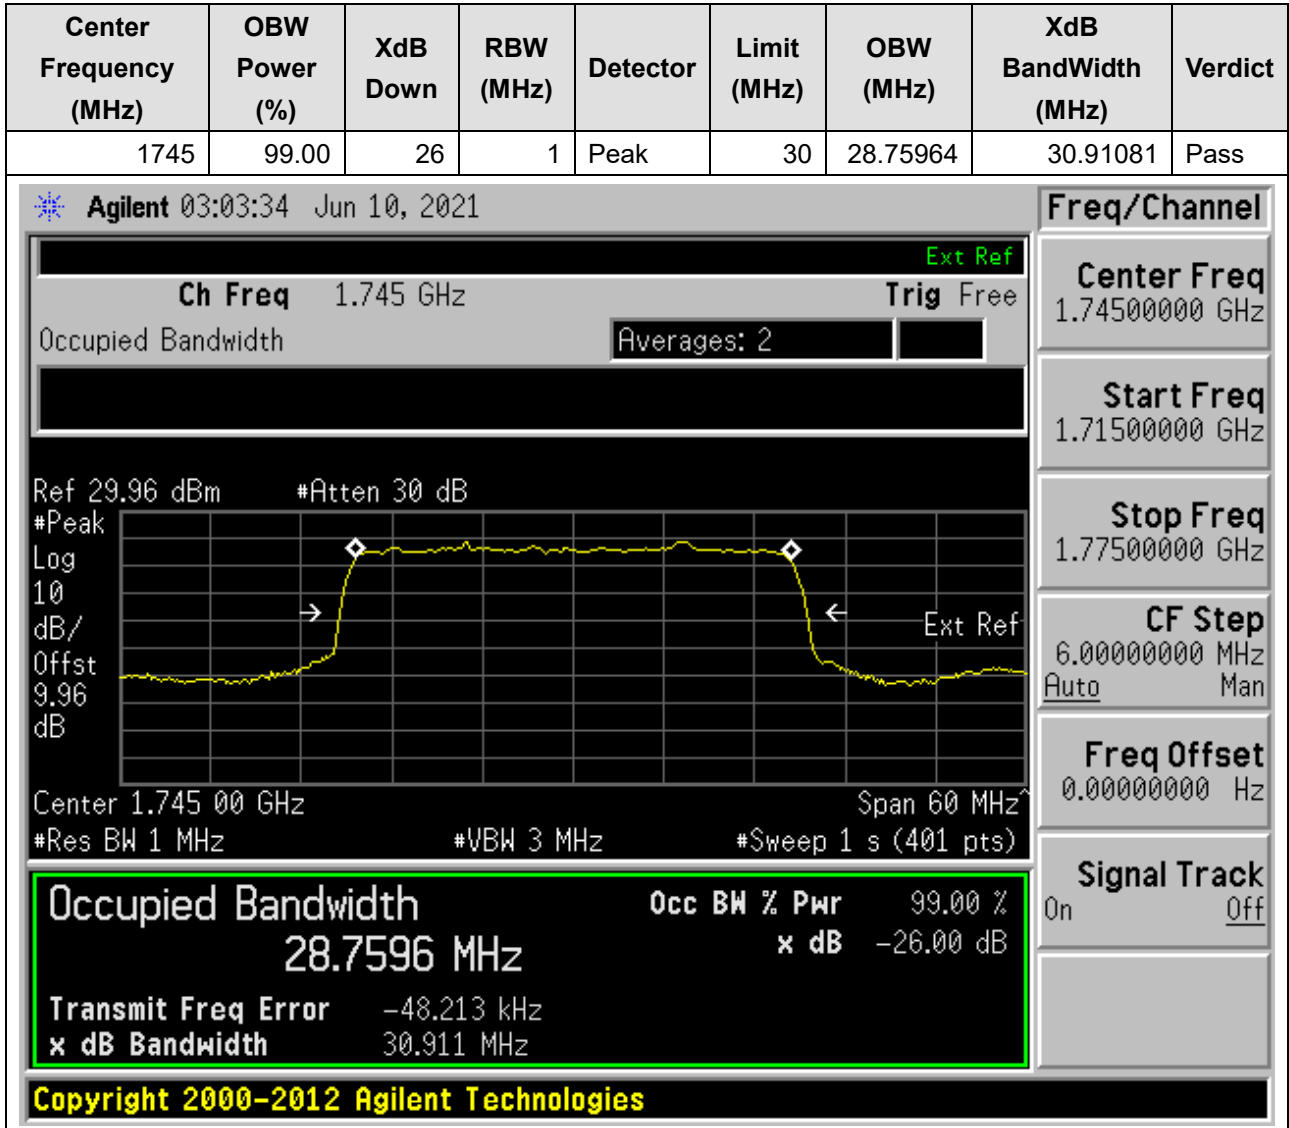 Center Frequency (MHz) OBW Power (%) XdB Down RBW (MHz) Detector Limit (MHz) OBW (MHz) XdB BandWidth (MHz) Verdict
1745 99.00 26 1 Peak 30 28.75964 30.91081 Pass
Agilent 03:03:34 Jun 10, 2021
Freq/Channel
Ext Ref
Ch Freq 1.745 GHz Trig Free
Occupied Bandwidth Averages: 2
Center Freq
1.74500000 GHz
Start Freq
1.71500000 GHz
Stop Freq
1.77500000 GHz
CF Step
6.00000000 MHz
Auto Man
Freq Offset
0.00000000 Hz
Signal Track
On Off
Ref 29.96 dBm #Atten 30 dB
#Peak
Log
10
dB/
Offst
9.96
dB
Ext Ref
Center 1.745 00 GHz Span 60 MHz^
#Res BW 1 MHz #VBW 3 MHz #Sweep 1 s (401 pts)
Occupied Bandwidth Occ BW % Pwr 99.00 %
28.7596 MHz x dB -26.00 dB
Transmit Freq Error -48.213 kHz
x dB Bandwidth 30.911 MHz
Copyright 2000-2012 Agilent Technologies